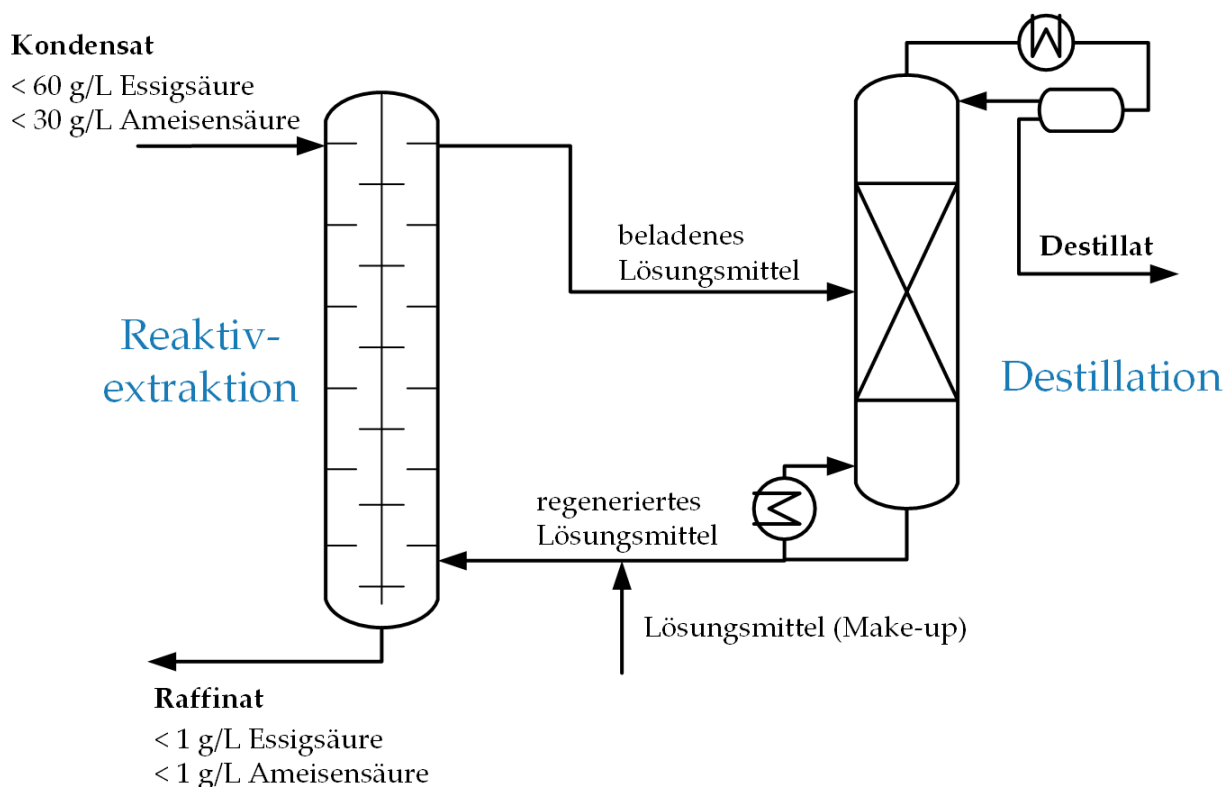 Kondensat
< 60 g/L Essigsäure
< 30 g/L Ameisensäure
beladenes
Lösungsmittel
Destillat
Reaktiv-
extraktion
Destillation
regeneriertes
Lösungsmittel
Lösungsmittel (Make-up)
Raffinat
< 1 g/L Essigsäure
< 1 g/L Ameisensäure